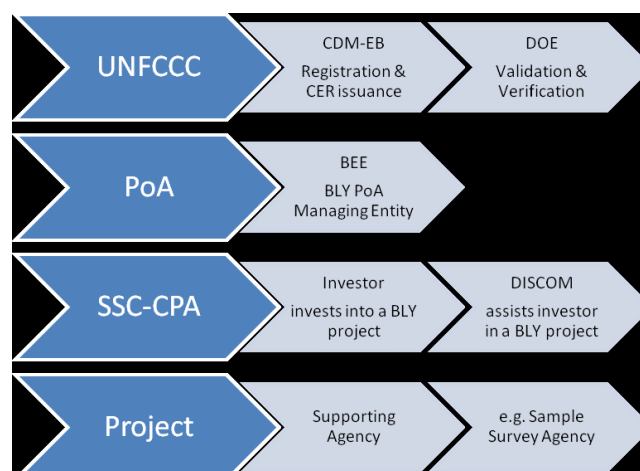 UNFCCC
CDM-EB
Registration &
CER issuance
DOE
Validation &
Verification
PoA
BEE
BLY PoA
Managing Entity
SSC-CPA
Investor
invests into a BLY
project
DISCOM
assists investor
in a BLY project
Project
Supporting
Agency
e.g. Sample
Survey Agency